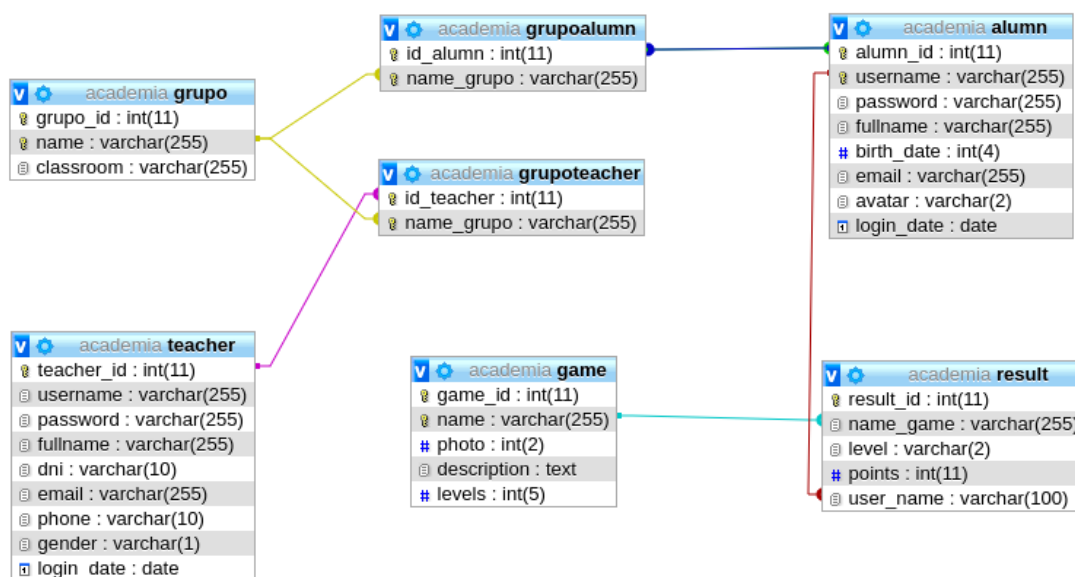 academia grupo
grupo_id : int(11)
name : varchar(255)
classroom : varchar(255)
academia grupoalumn
id_alumn : int(11)
name_grupo : varchar(255)
academia alumn
alumn_id : int(11)
username : varchar(255)
password : varchar(255)
fullname : varchar(255)
birth_date : int(4)
email : varchar(255)
avatar : varchar(2)
login_date : date
academia grupoteacher
id_teacher : int(11)
name_grupo : varchar(255)
academia teacher
teacher_id : int(11)
username : varchar(255)
password : varchar(255)
fullname : varchar(255)
dni : varchar(10)
email : varchar(255)
phone : varchar(10)
gender : varchar(1)
login_date : date
academia game
game_id : int(11)
name : varchar(255)
photo : int(2)
description : text
levels : int(5)
academia result
result_id : int(11)
name_game : varchar(255)
level : varchar(2)
points : int(11)
user_name : varchar(100)